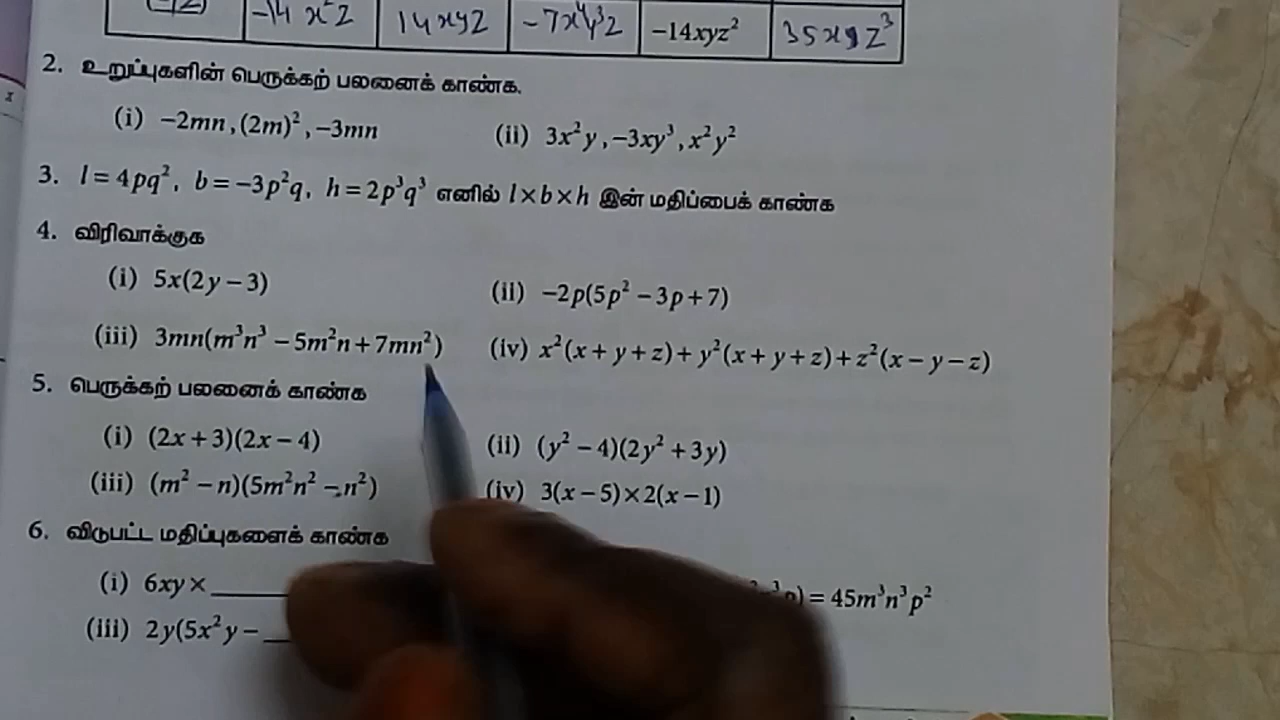 -14x²z 14xyz -7x⁴y³z -14xyz² 35xyz³
2. உறுப்புகளின் பெருக்கற் பலனைக் காண்க.
(i) -2mn, (2m)², -3mn (ii) 3x²y, -3xy³, x²y²
3. l = 4pq², b = -3p²q, h = 2p³q³ எனில் l×b×h இன் மதிப்பைக் காண்க
4. விரிவாக்குக
(i) 5x(2y - 3) (ii) -2p(5p² - 3p + 7)
(iii) 3mn(m³n³ - 5m²n + 7mn²) (iv) x²(x + y + z) + y²(x + y + z) + z²(x - y - z)
5. பெருக்கற் பலனைக் காண்க
(i) (2x + 3)(2x - 4) (ii) (y² - 4)(2y² + 3y)
(iii) (m² - n)(5m²n² - n²) (iv) 3(x - 5) × 2(x - 1)
6. விடுபட்ட மதிப்புகளைக் காண்க
(i) 6xy × ______ = 45m³n³p²
(iii) 2y(5x²y - __